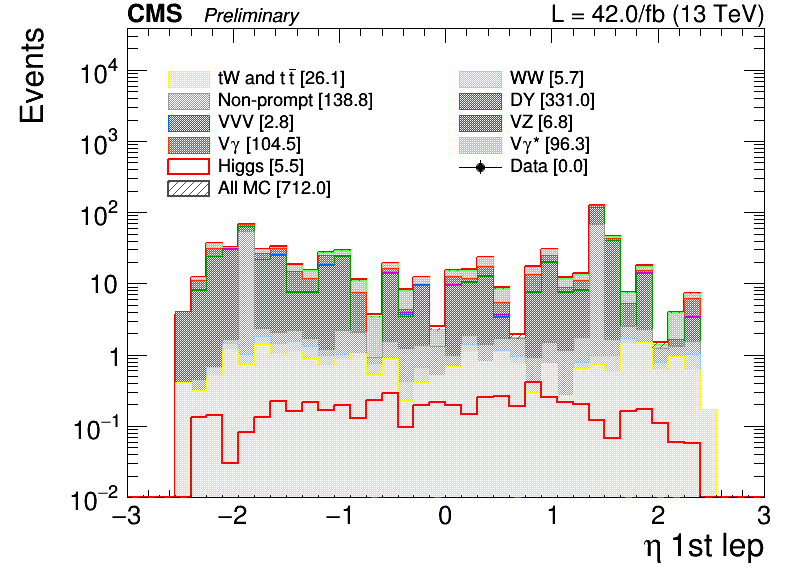 CMS Preliminary L = 42.0/fb (13 TeV)
Events
10⁴
10³
10²
10
1
10⁻¹
10⁻²
tW and t t̄ [26.1]
Non-prompt [138.8]
VVV [2.8]
Vγ [104.5]
Higgs [5.5]
All MC [712.0]
WW [5.7]
DY [331.0]
VZ [6.8]
Vγ* [96.3]
Data [0.0]
−3 −2 −1 0 1 2 3
η 1st lep